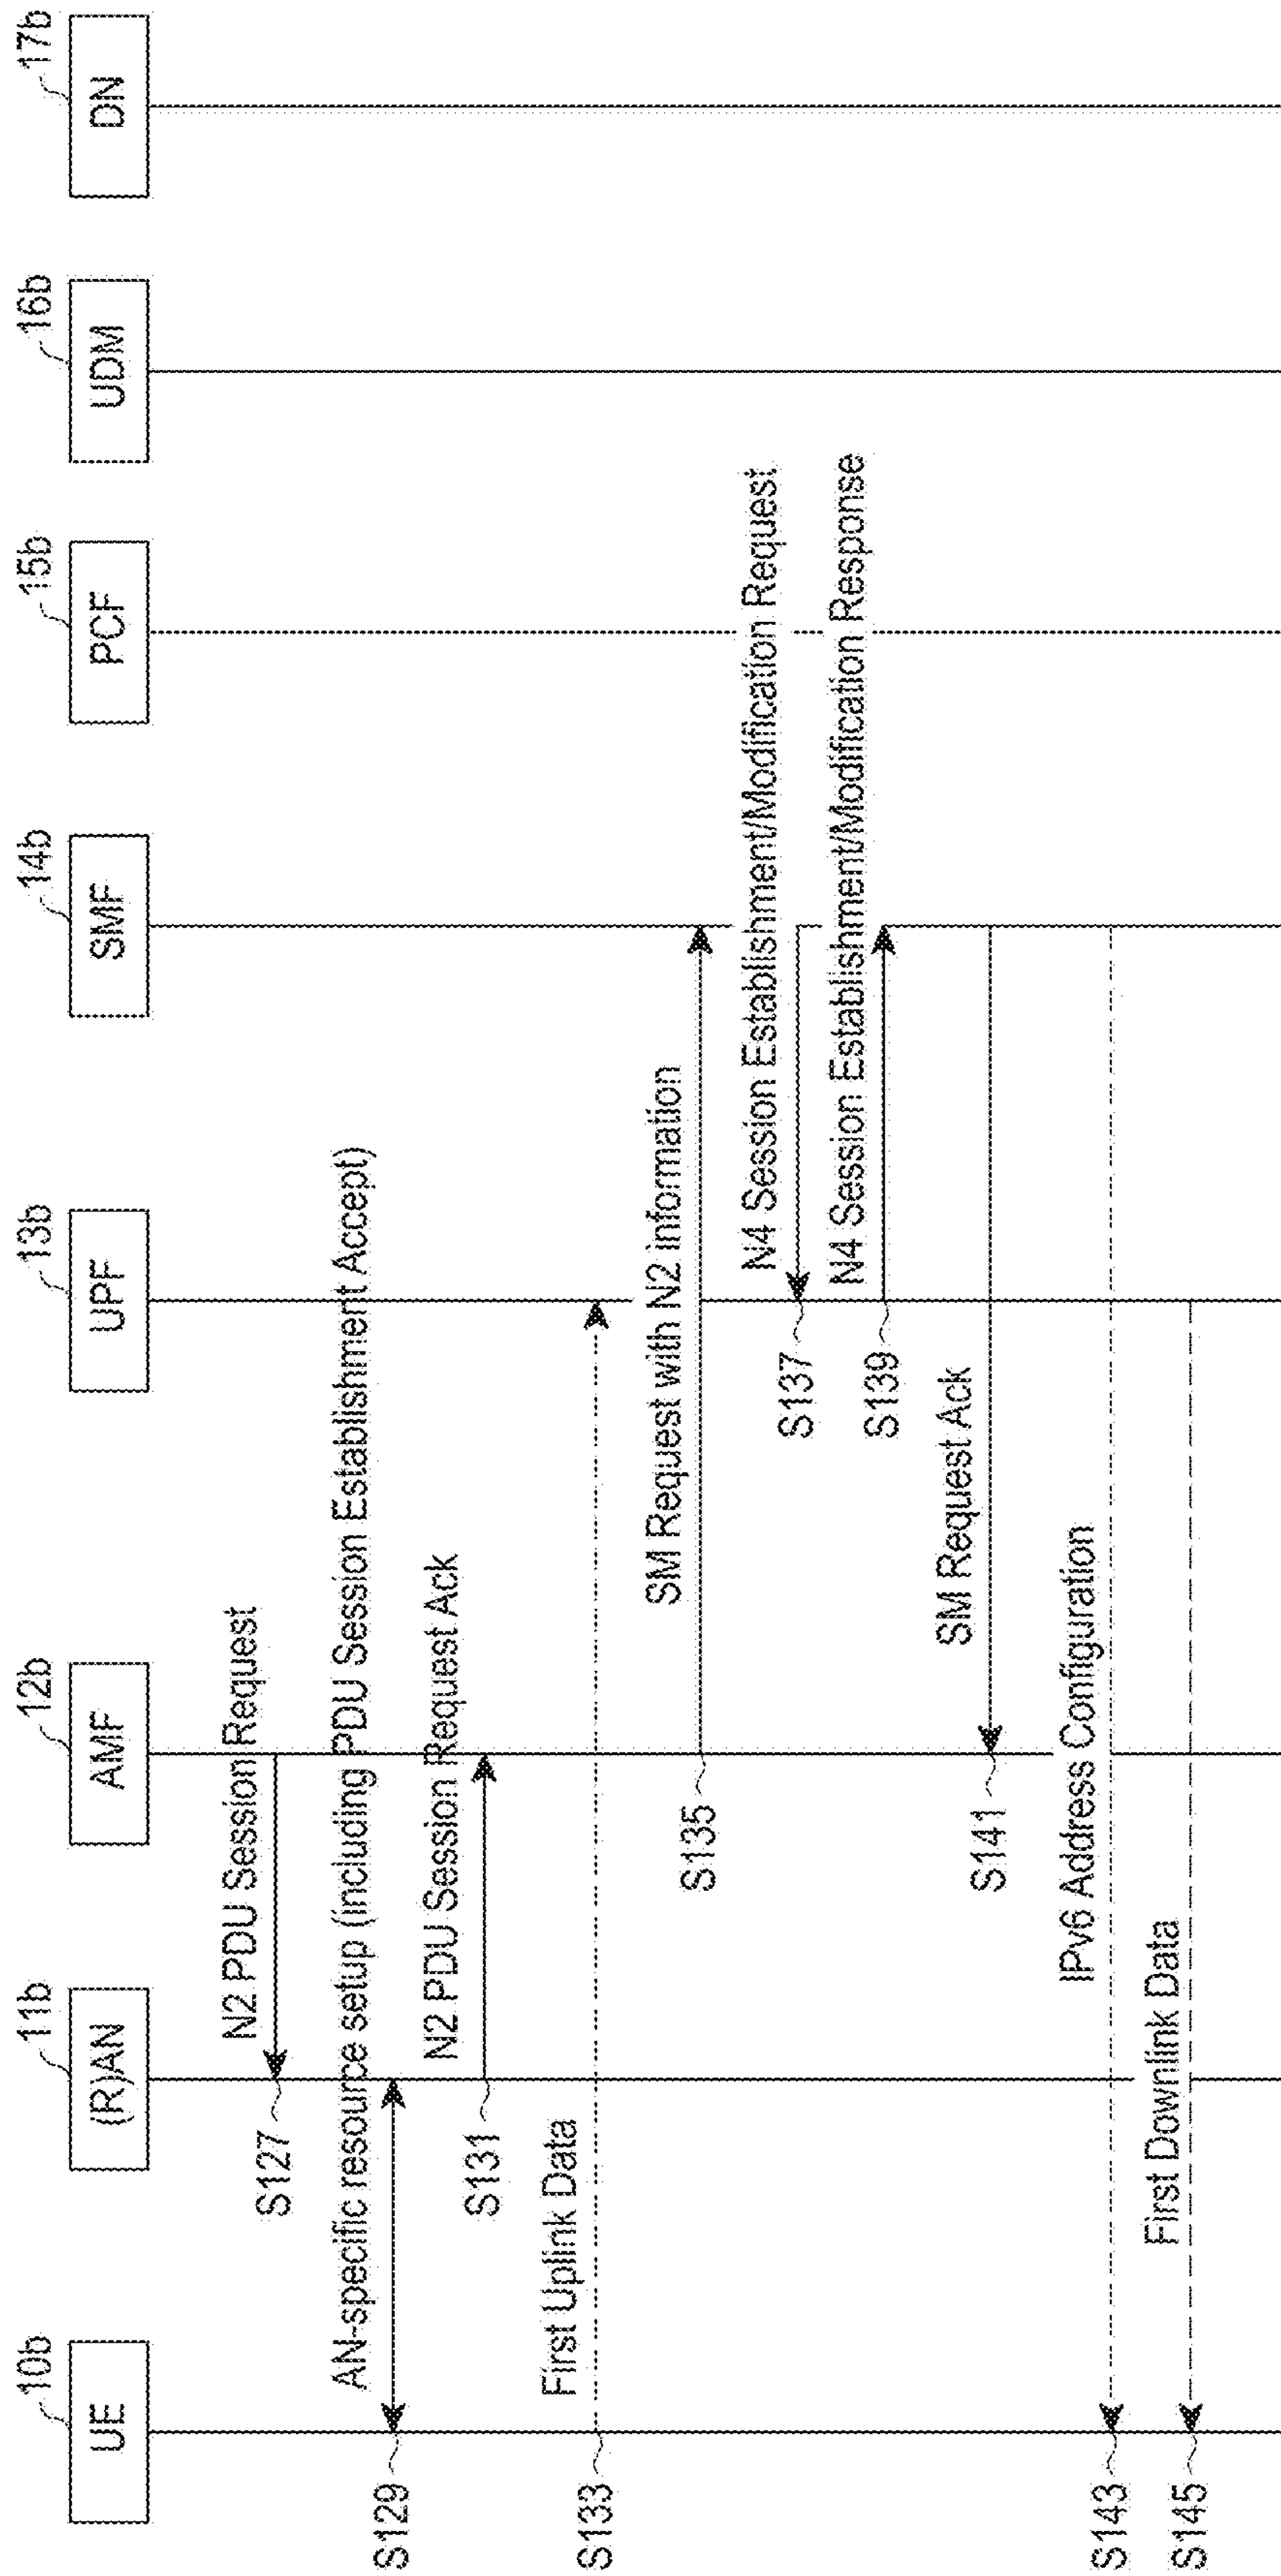 10b
11b
12b
13b
14b
15b
16b
17b
UE
(R)AN
AMF
UPF
SMF
PCF
UDM
DN
N2 PDU Session Request
S127
AN-specific resource setup (including PDU Session Establishment Accept)
S129
N2 PDU Session Request Ack
S131
First Uplink Data
S133
SM Request with N2 information
S135
N4 Session Establishment/Modification Request
S137
N4 Session Establishment/Modification Response
S139
SM Request Ack
S141
IPv6 Address Configuration
S143
First Downlink Data
S145